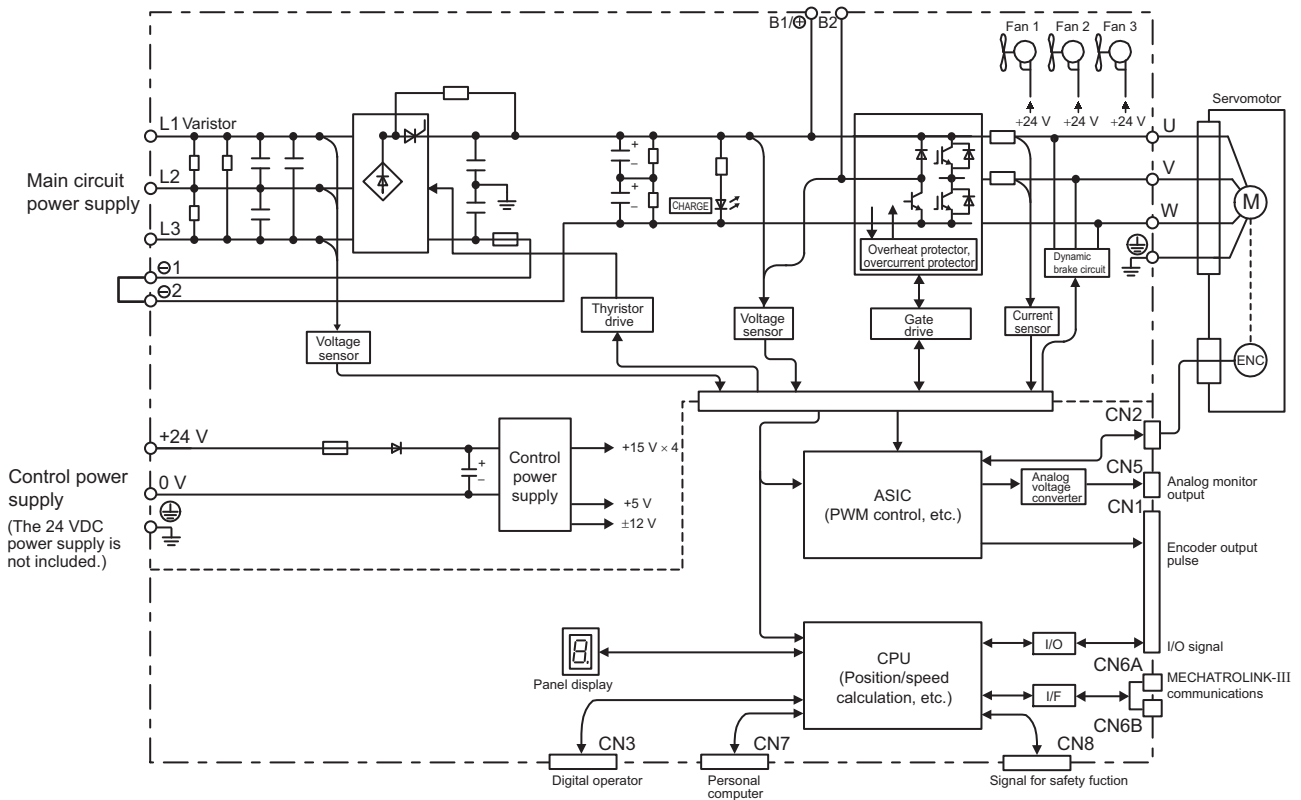 B1/⊕ B2
Fan 1 Fan 2 Fan 3
+24 V +24 V +24 V
Servomotor
L1 Varistor
U
Main circuit
power supply
L2
V
CHARGE
M
L3
W
Overheat protector,
overcurrent protector
Dynamic
brake circuit
⊖1
⊖2
Thyristor
drive
Voltage
sensor
Voltage
sensor
Gate
drive
Current
sensor
ENC
CN2
+24 V
+15 V × 4
Control
power
supply
Control power
supply
0 V
+5 V
±12 V
(The 24 VDC
power supply is
not included.)
ASIC
(PWM control, etc.)
Analog
voltage
converter
CN5
Analog monitor
output
CN1
Encoder output
pulse
8.
Panel display
CPU
(Position/speed
calculation, etc.)
I/O
I/O signal
CN6A
I/F
MECHATROLINK-III
communications
CN6B
CN3
CN7
CN8
Digital operator
Personal
computer
Signal for safety fuction
+
–
+
–
+
–